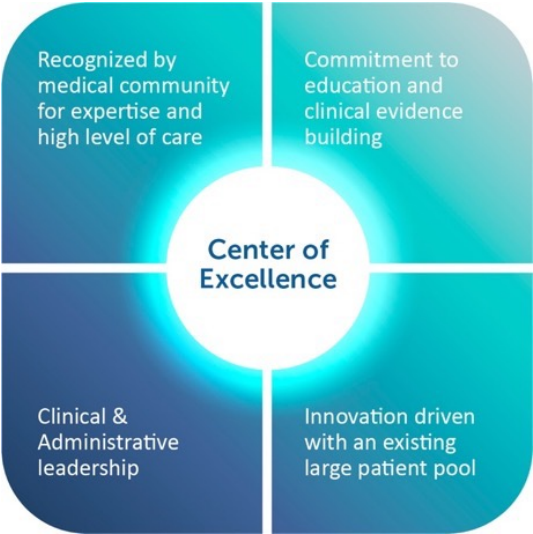 Recognized by
medical community
for expertise and
high level of care
Commitment to
education and
clinical evidence
building
Center of
Excellence
Clinical &
Administrative
leadership
Innovation driven
with an existing
large patient pool